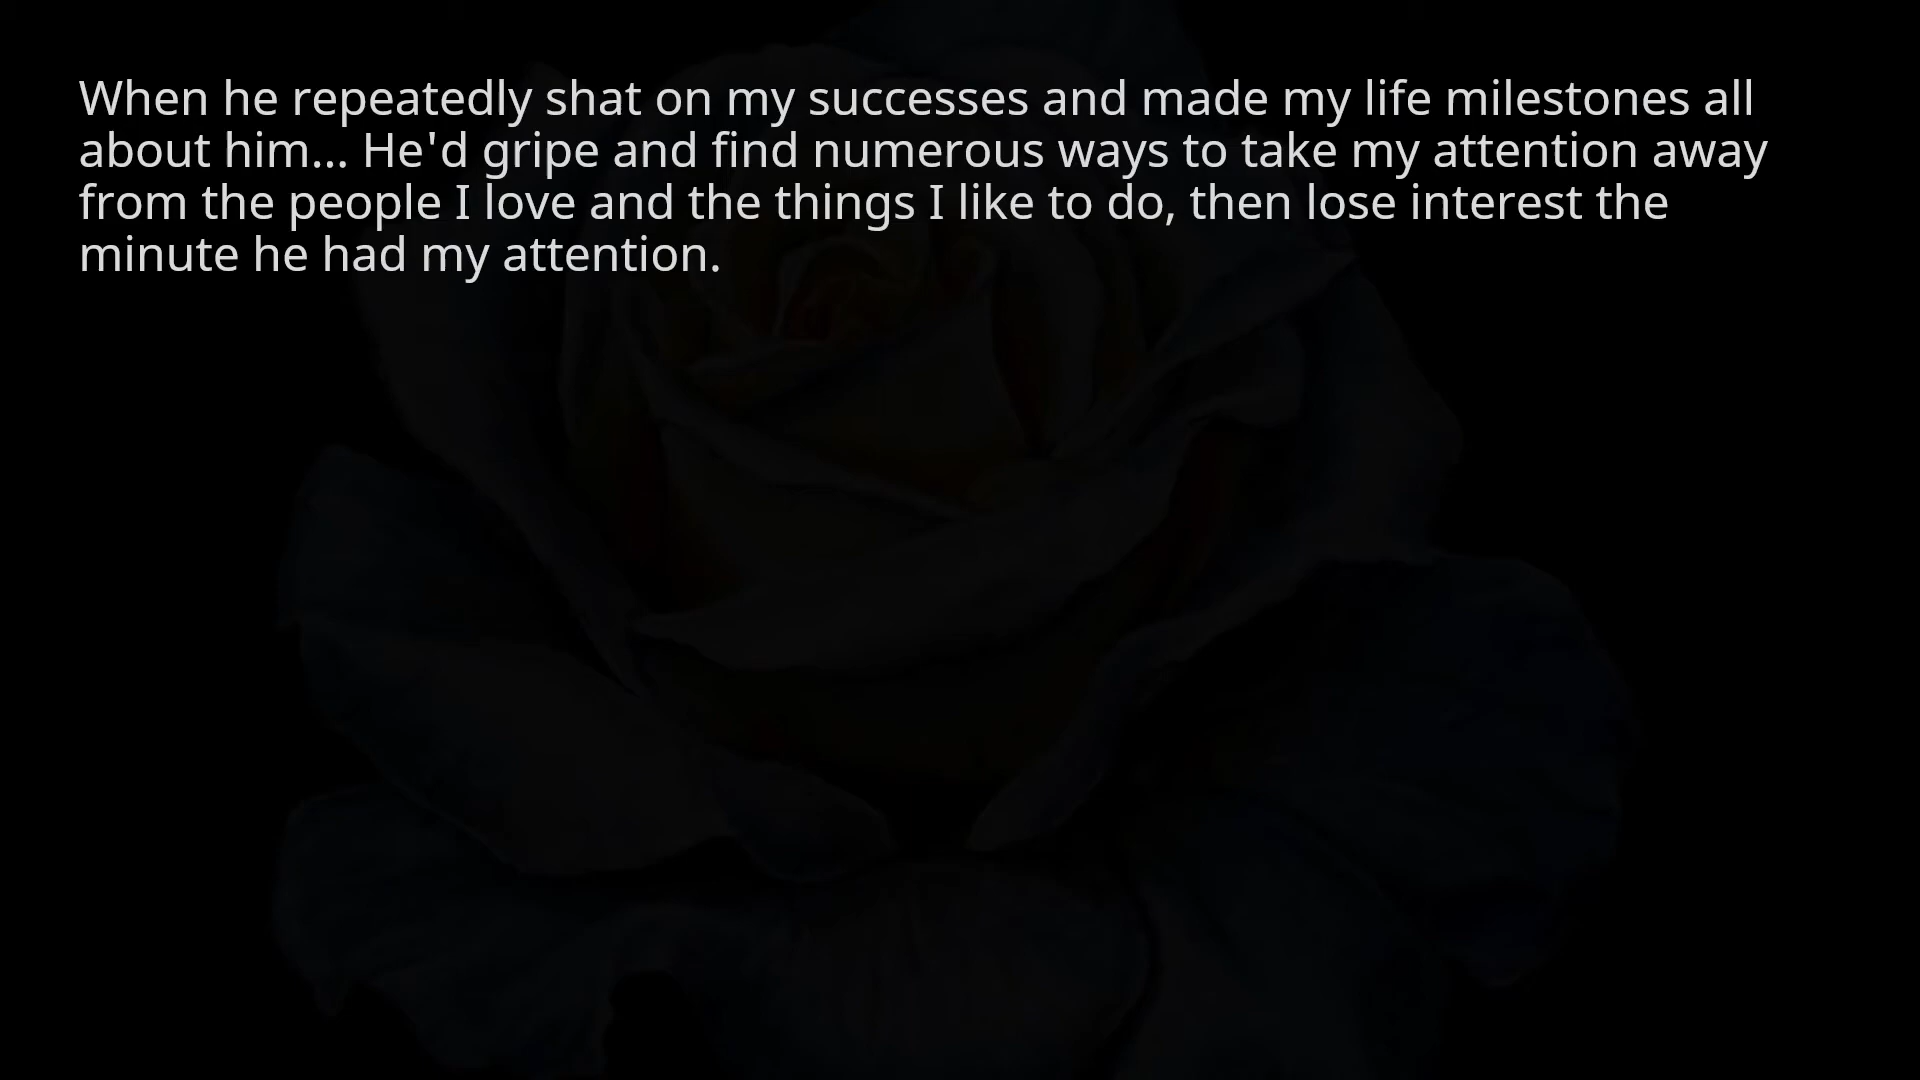 When he repeatedly shat on my successes and made my life milestones all
about him... He'd gripe and find numerous ways to take my attention away
from the people I love and the things I like to do, then lose interest the
minute he had my attention.